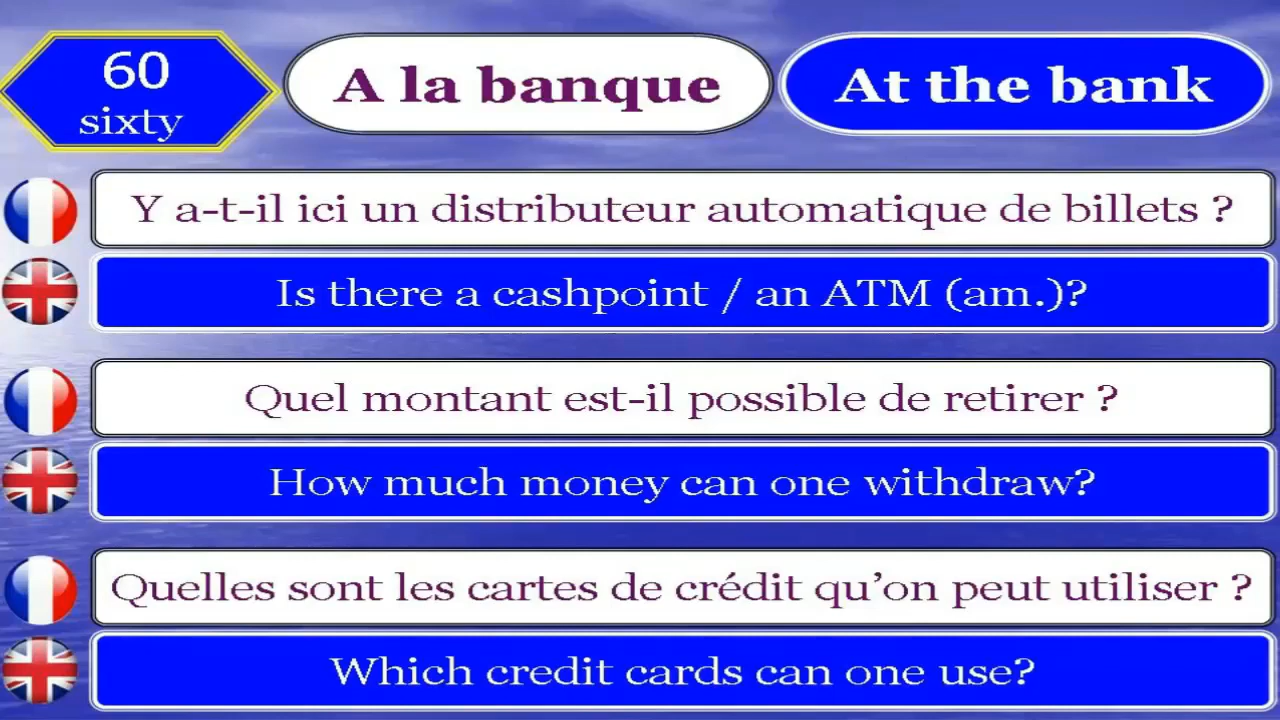 60
sixty
A la banque
At the bank
Y a-t-il ici un distributeur automatique de billets ?
Is there a cashpoint / an ATM (am.)?
Quel montant est-il possible de retirer ?
How much money can one withdraw?
Quelles sont les cartes de crédit qu’on peut utiliser ?
Which credit cards can one use?